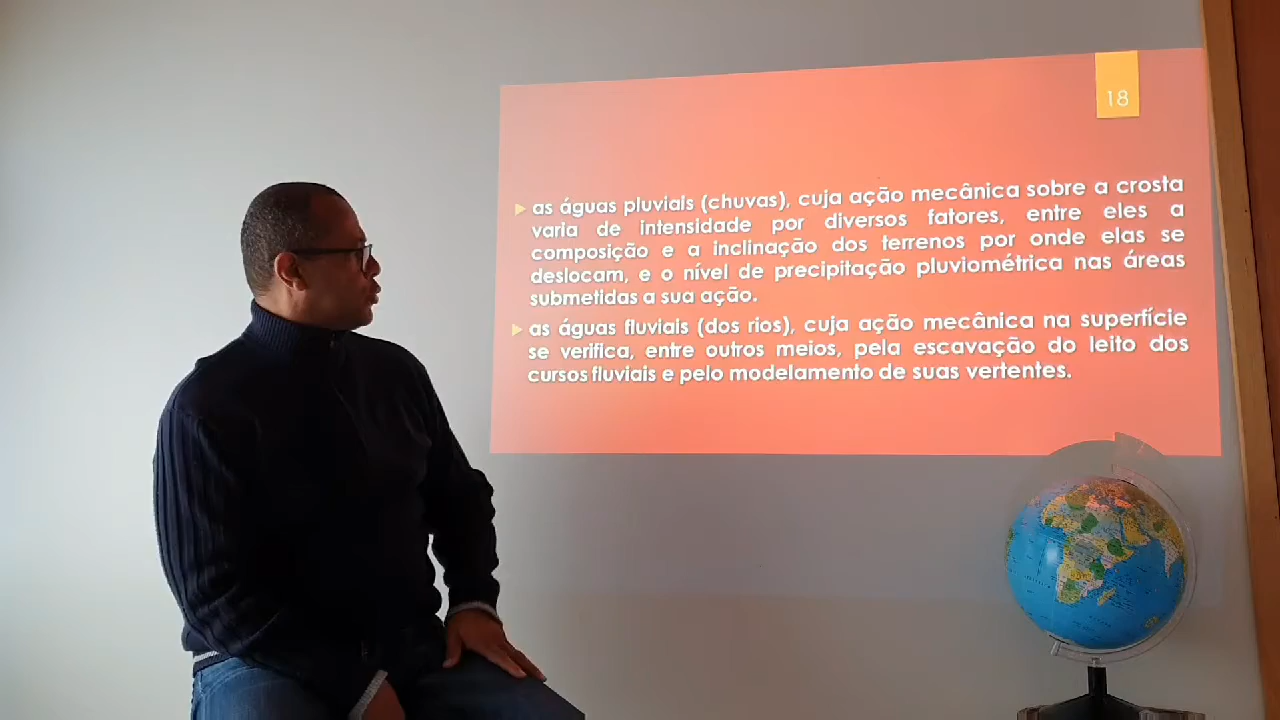 18
as águas pluviais (chuvas), cuja ação mecânica sobre a crosta
varia de intensidade por diversos fatores, entre eles a
composição e a inclinação dos terrenos por onde elas se
deslocam, e o nível de precipitação pluviométrica nas áreas
submetidas a sua ação.
as águas fluviais (dos rios), cuja ação mecânica na superfície
se verifica, entre outros meios, pela escavação do leito dos
cursos fluviais e pelo modelamento de suas vertentes.